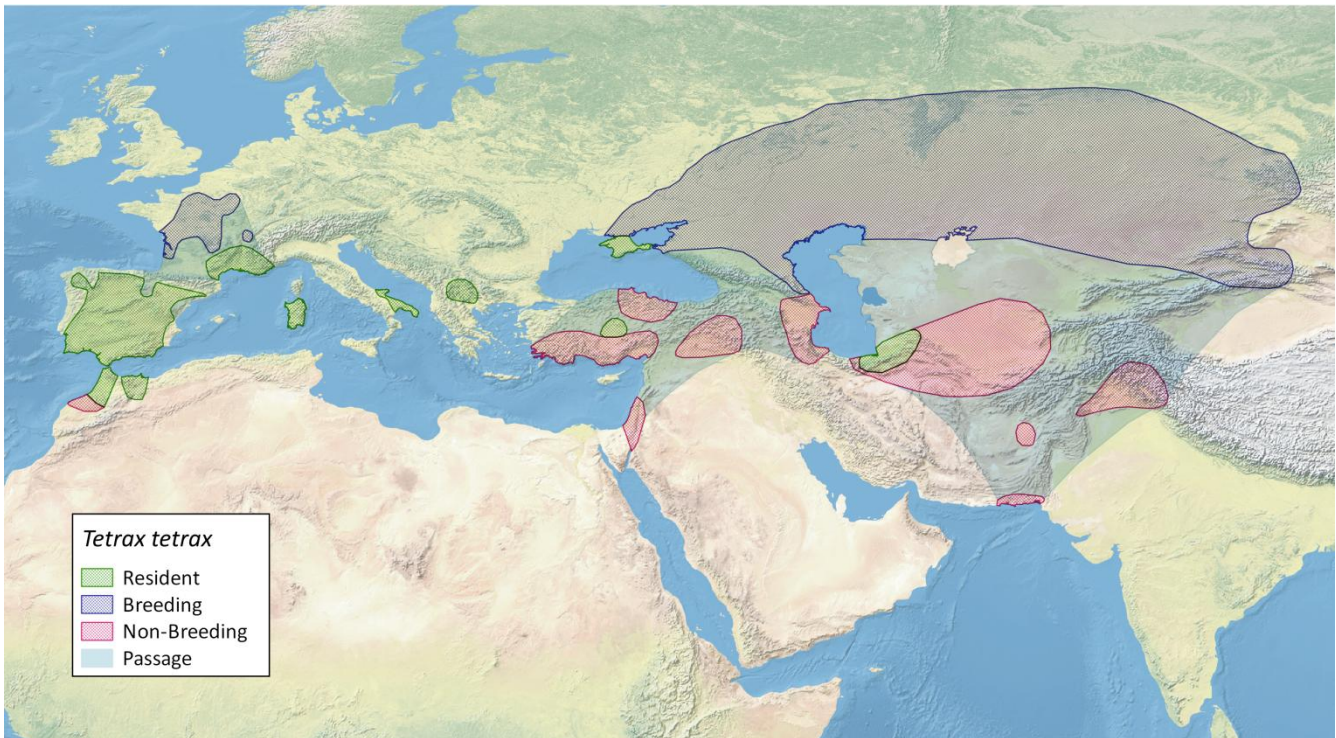 Tetrax tetrax
Resident
Breeding
Non-Breeding
Passage